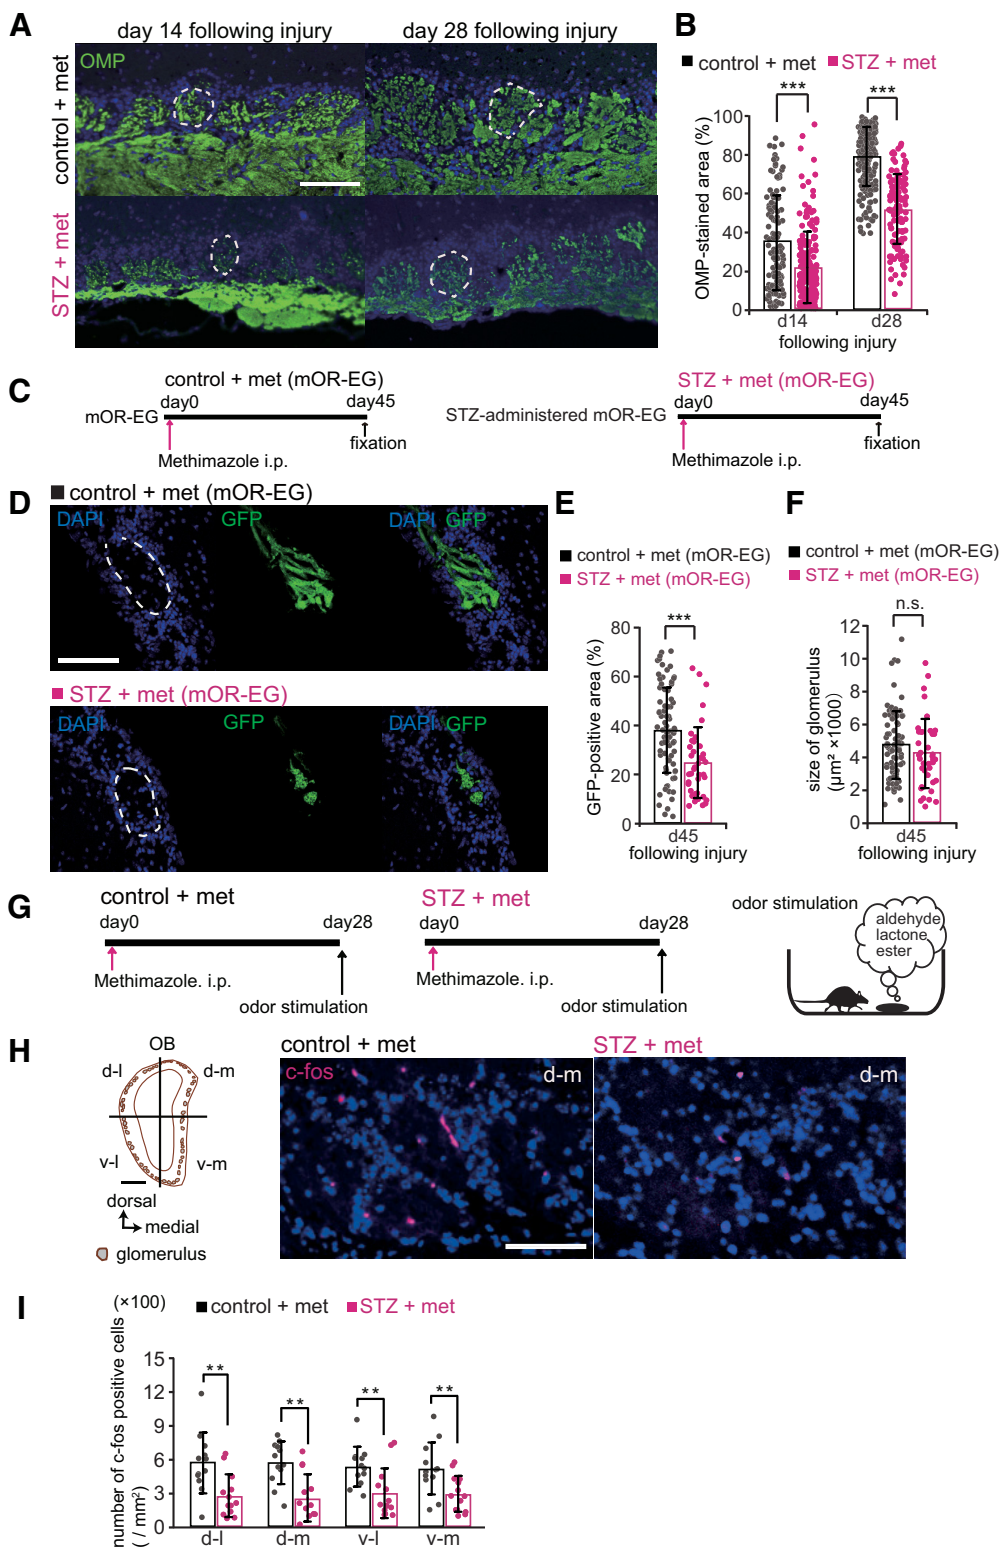 A
day 14 following injury
day 28 following injury
OMP
control + met
STZ + met
B
control + met
STZ + met
***
***
OMP-stained area (%)
100
80
60
40
20
0
d14
d28
following injury
C
control + met (mOR-EG)
day0
day45
mOR-EG
fixation
Methimazole i.p.
STZ + met (mOR-EG)
day0
day45
STZ-administered mOR-EG
fixation
Methimazole i.p.
D
control + met (mOR-EG)
DAPI
GFP
DAPI GFP
STZ + met (mOR-EG)
DAPI
GFP
DAPI GFP
E
control + met (mOR-EG)
STZ + met (mOR-EG)
***
GFP-positive area (%)
80
60
40
20
0
d45
following injury
F
control + met (mOR-EG)
STZ + met (mOR-EG)
n.s.
size of glomerulus
(μm² ×1000)
12
10
8
6
4
2
0
d45
following injury
G
control + met
day0
day28
Methimazole. i.p.
odor stimulation
STZ + met
day0
day28
Methimazole. i.p.
odor stimulation
odor stimulation
aldehyde
lactone
ester
H
OB
d-l
d-m
v-l
v-m
dorsal
medial
glomerulus
control + met
c-fos
d-m
STZ + met
d-m
I
(×100)
control + met
STZ + met
number of c-fos positive cells
( / mm²)
15
12
9
6
3
0
**
**
**
**
d-l
d-m
v-l
v-m